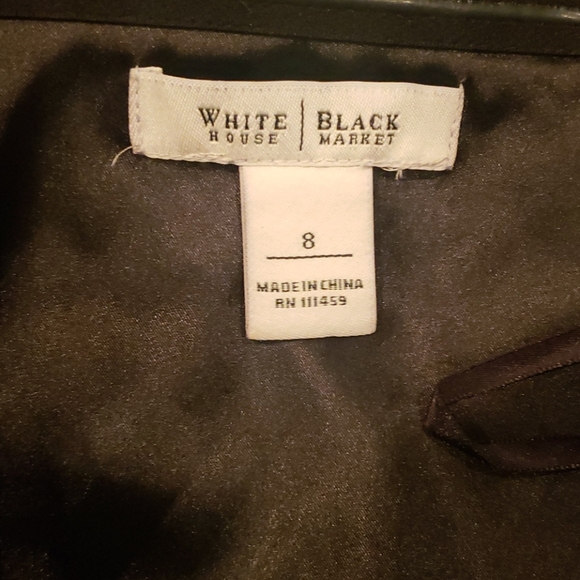 WHITE | BLACK
HOUSE | MARKET
8
MADE IN CHINA
RN 111459